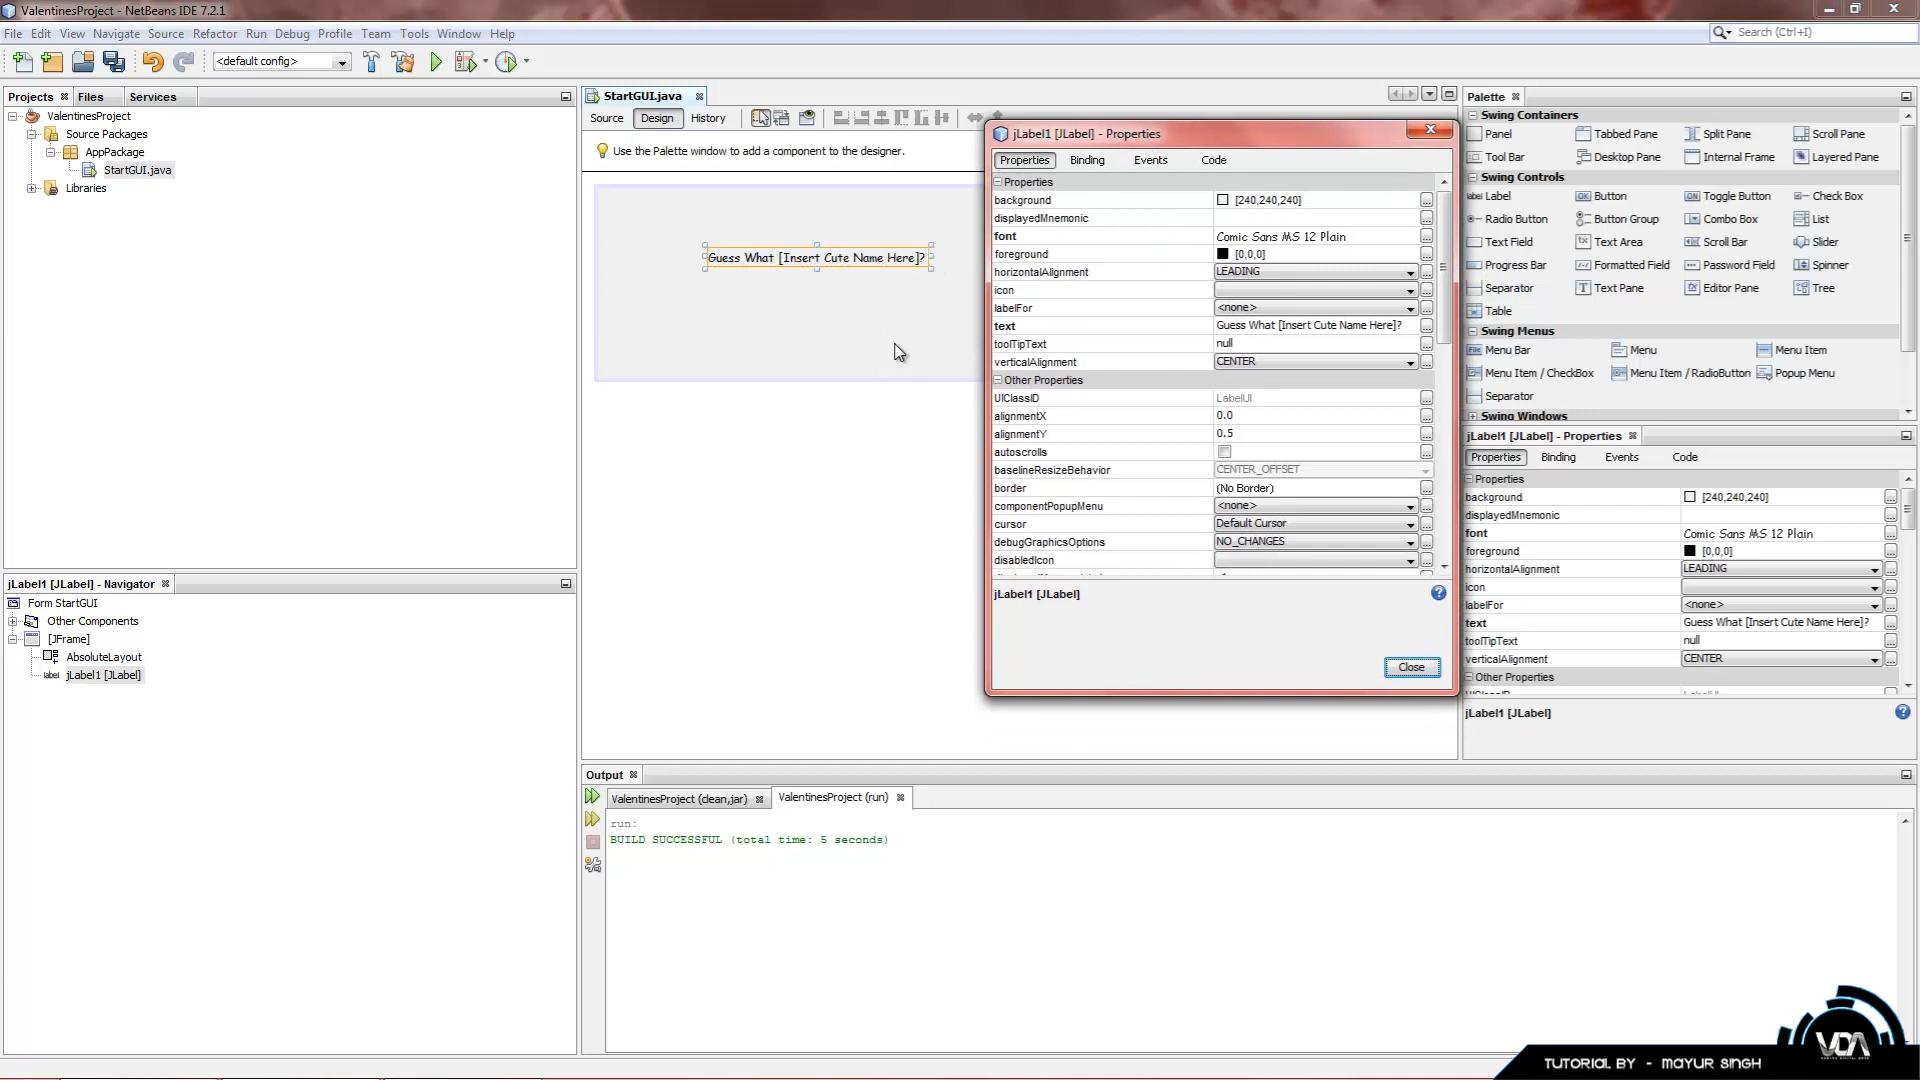 ValentinesProject - NetBeans IDE 7.2.1
File Edit View Navigate Source Refactor Run Debug Profile Team Tools Window Help
Search (Ctrl+I)
<default config>
Projects Files Services
ValentinesProject
Source Packages
AppPackage
StartGUI.java
Libraries
jLabel1 [JLabel] - Navigator
Form StartGUI
Other Components
[JFrame]
AbsoluteLayout
label jLabel1 [JLabel]
StartGUI.java
Source Design History
Use the Palette window to add a component to the designer.
Guess What [Insert Cute Name Here]?
jLabel1 [JLabel] - Properties
Properties Binding Events Code
Properties
background [240,240,240]
displayedMnemonic
font Comic Sans MS 12 Plain
foreground [0,0,0]
horizontalAlignment LEADING
icon
labelFor <none>
text Guess What [Insert Cute Name Here]?
toolTipText null
verticalAlignment CENTER
Other Properties
UIClassID LabelUI
alignmentX 0.0
alignmentY 0.5
autoscrolls
baselineResizeBehavior CENTER_OFFSET
border (No Border)
componentPopupMenu <none>
cursor Default Cursor
debugGraphicsOptions NO_CHANGES
disabledIcon
jLabel1 [JLabel]
Close
Palette
Swing Containers
Panel Tabbed Pane Split Pane Scroll Pane
Tool Bar Desktop Pane Internal Frame Layered Pane
Swing Controls
label Label OK Button ON Toggle Button Check Box
Radio Button Button Group Combo Box List
Text Field Text Area Scroll Bar Slider
Progress Bar Formatted Field Password Field Spinner
Separator Text Pane Editor Pane Tree
Table
Swing Menus
Menu Bar Menu Menu Item
Menu Item / CheckBox Menu Item / RadioButton Popup Menu
Separator
Swing Windows
jLabel1 [JLabel] - Properties
Properties Binding Events Code
Properties
background [240,240,240]
displayedMnemonic
font Comic Sans MS 12 Plain
foreground [0,0,0]
horizontalAlignment LEADING
icon
labelFor <none>
text Guess What [Insert Cute Name Here]?
toolTipText null
verticalAlignment CENTER
Other Properties
jLabel1 [JLabel]
Output
ValentinesProject (clean,jar) ValentinesProject (run)
run:
BUILD SUCCESSFUL (total time: 5 seconds)
VDA
TUTORIAL BY - MAYUR SINGH